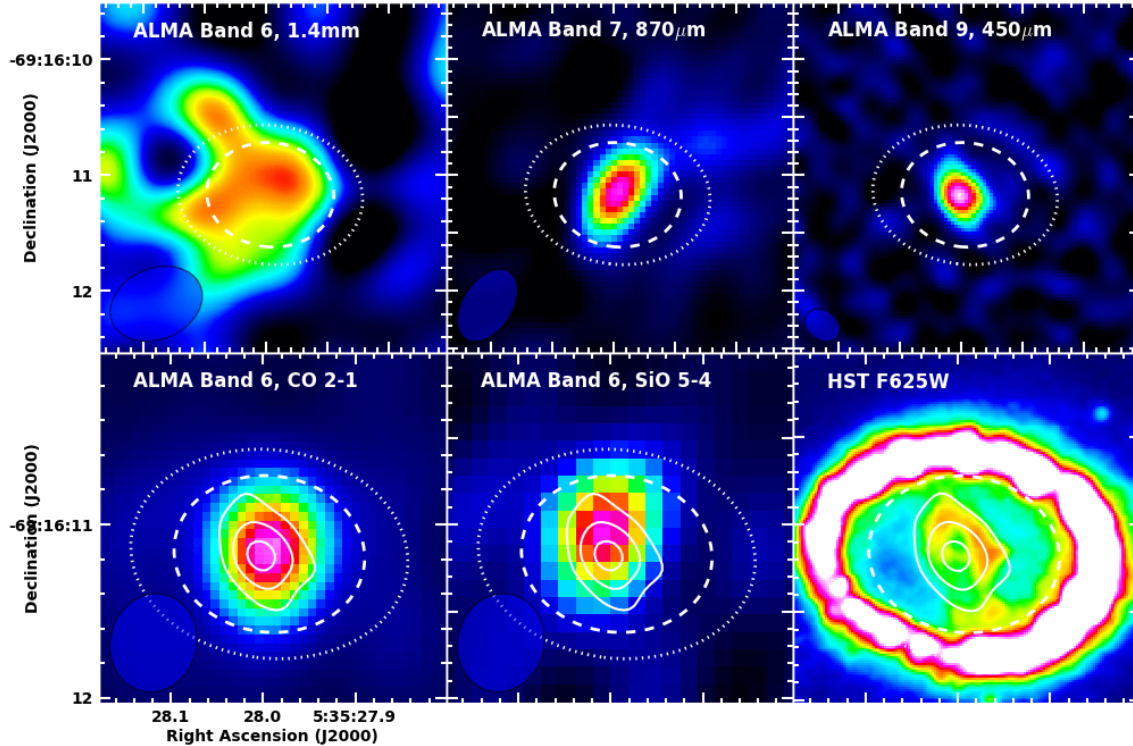 ALMA Band 6, 1.4mm
ALMA Band 7, 870μm
ALMA Band 9, 450μm
-69:16:10
11
12
Declination (J2000)
ALMA Band 6, CO 2-1
ALMA Band 6, SiO 5-4
HST F625W
-69:16:11
12
Declination (J2000)
28.1
28.0
5:35:27.9
Right Ascension (J2000)